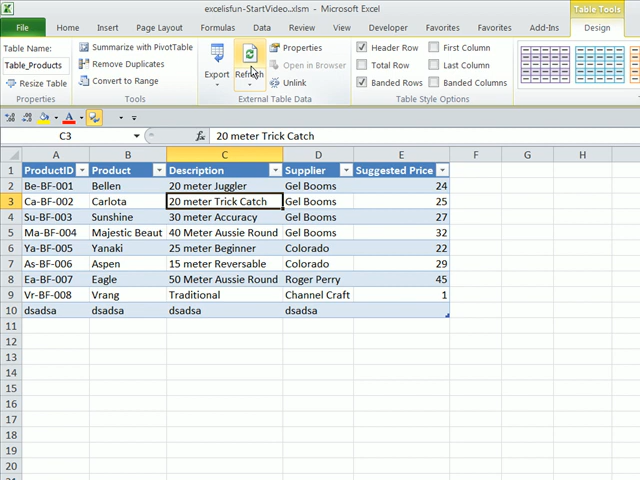 excelisfun-StartVideo...xlsm - Microsoft Excel
Table Tools
File Home Insert Page Layout Formulas Data Review View Add-Ins Favorites Favorites Design
Table Name: Summarize with PivotTable Properties Header Row First Column
Table_Products Remove Duplicates Export Refresh Open in Browser Total Row Last Column
Resize Table Convert to Range Unlink Banded Rows Banded Columns
Properties Tools External Table Data Table Style Options Table Styles
C3 fx 20 meter Trick Catch
A B C D E F G H
1 ProductID Product Description Supplier Suggested Price
2 Be-BF-001 Bellen 20 meter Juggler Gel Booms 24
3 Ca-BF-002 Carlota 20 meter Trick Catch Gel Booms 25
4 Su-BF-003 Sunshine 30 meter Accuracy Gel Booms 27
5 Ma-BF-004 Majestic Beaut 40 Meter Aussie Round Gel Booms 32
6 Ya-BF-005 Yanaki 25 meter Beginner Colorado 22
7 As-BF-006 Aspen 15 meter Reversable Colorado 29
8 Ea-BF-007 Eagle 50 Meter Aussie Round Roger Perry 45
9 Vr-BF-008 Vrang Traditional Channel Craft 1
10 dsadsa dsadsa dsadsa dsadsa
11
12
13
14
15
16
17
18
19
20
21